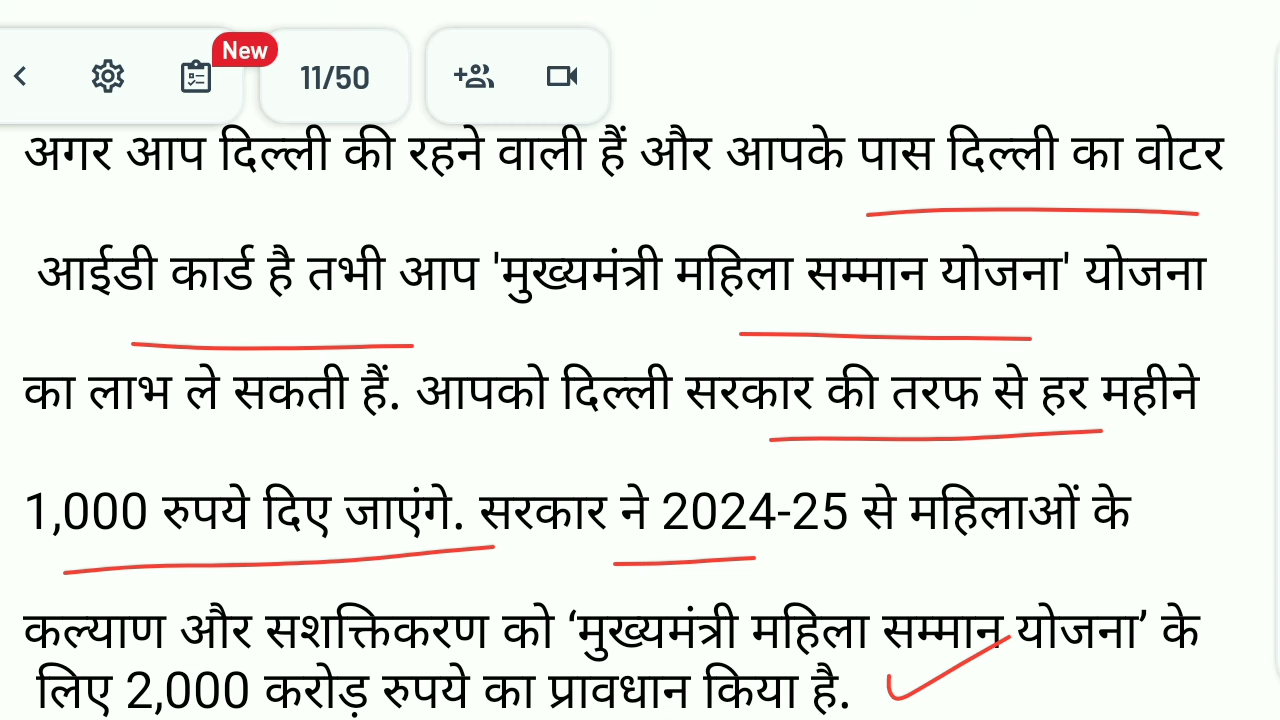 New
11/50
अगर आप दिल्ली की रहने वाली हैं और आपके पास दिल्ली का वोटर
आईडी कार्ड है तभी आप 'मुख्यमंत्री महिला सम्मान योजना' योजना
का लाभ ले सकती हैं. आपको दिल्ली सरकार की तरफ से हर महीने
1,000 रुपये दिए जाएंगे. सरकार ने 2024-25 से महिलाओं के
कल्याण और सशक्तिकरण को ‘मुख्यमंत्री महिला सम्मान योजना’ के
लिए 2,000 करोड़ रुपये का प्रावधान किया है.